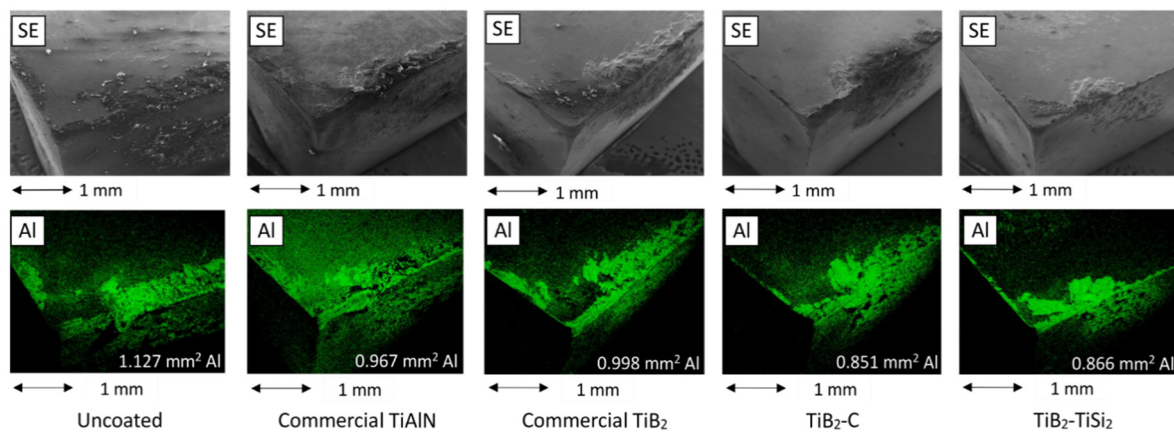 SE SE SE SE SE
1 mm 1 mm 1 mm 1 mm 1 mm
Al Al Al Al Al
1.127 mm² Al 0.967 mm² Al 0.998 mm² Al 0.851 mm² Al 0.866 mm² Al
1 mm 1 mm 1 mm 1 mm 1 mm
Uncoated Commercial TiAlN Commercial TiB₂ TiB₂-C TiB₂-TiSi₂